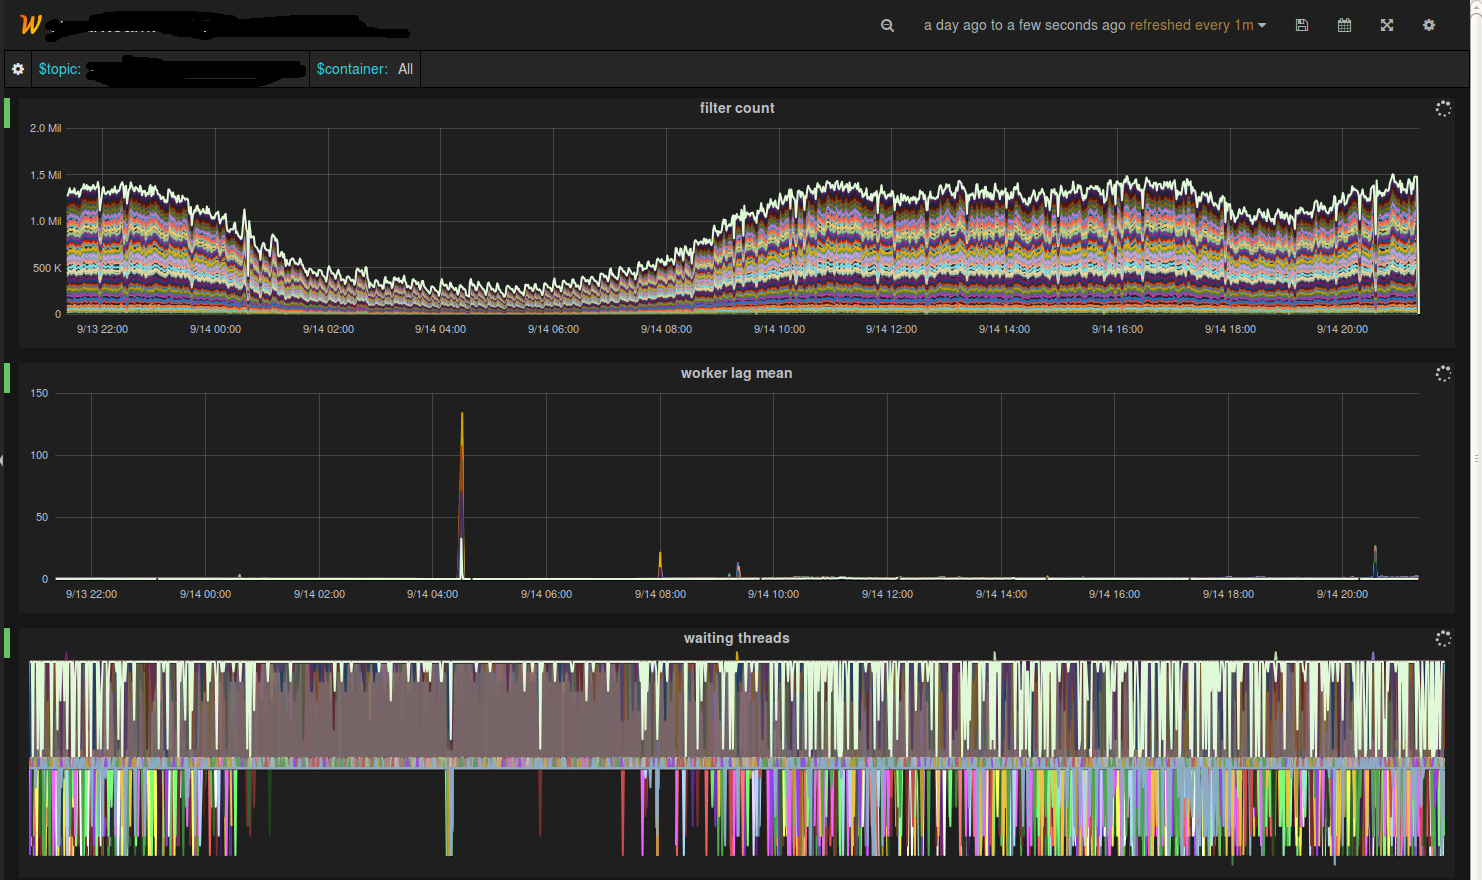 a day ago to a few seconds ago refreshed every 1m
$topic:
$container: All
filter count
2.0 Mil
1.5 Mil
1.0 Mil
500 K
0
9/13 22:00 9/14 00:00 9/14 02:00 9/14 04:00 9/14 06:00 9/14 08:00 9/14 10:00 9/14 12:00 9/14 14:00 9/14 16:00 9/14 18:00 9/14 20:00
worker lag mean
150
100
50
0
9/13 22:00 9/14 00:00 9/14 02:00 9/14 04:00 9/14 06:00 9/14 08:00 9/14 10:00 9/14 12:00 9/14 14:00 9/14 16:00 9/14 18:00 9/14 20:00
waiting threads